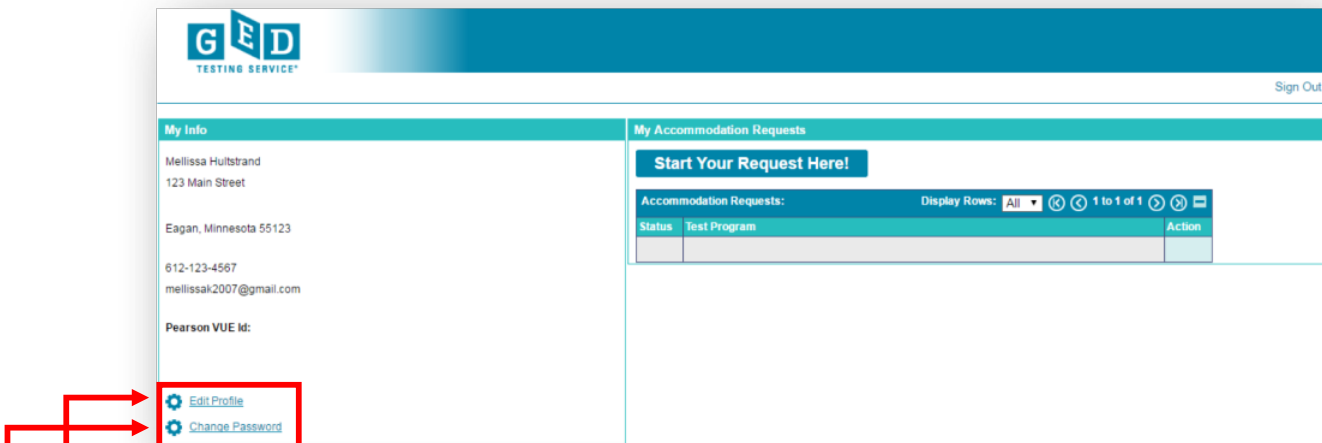 GED
TESTING SERVICE®
Sign Out
My Info
Mellissa Hultstrand
123 Main Street
Eagan, Minnesota 55123
612-123-4567
mellissak2007@gmail.com
Pearson VUE Id:
Edit Profile
Change Password
My Accommodation Requests
Start Your Request Here!
Accommodation Requests: Display Rows: All 1 to 1 of 1
Status Test Program Action